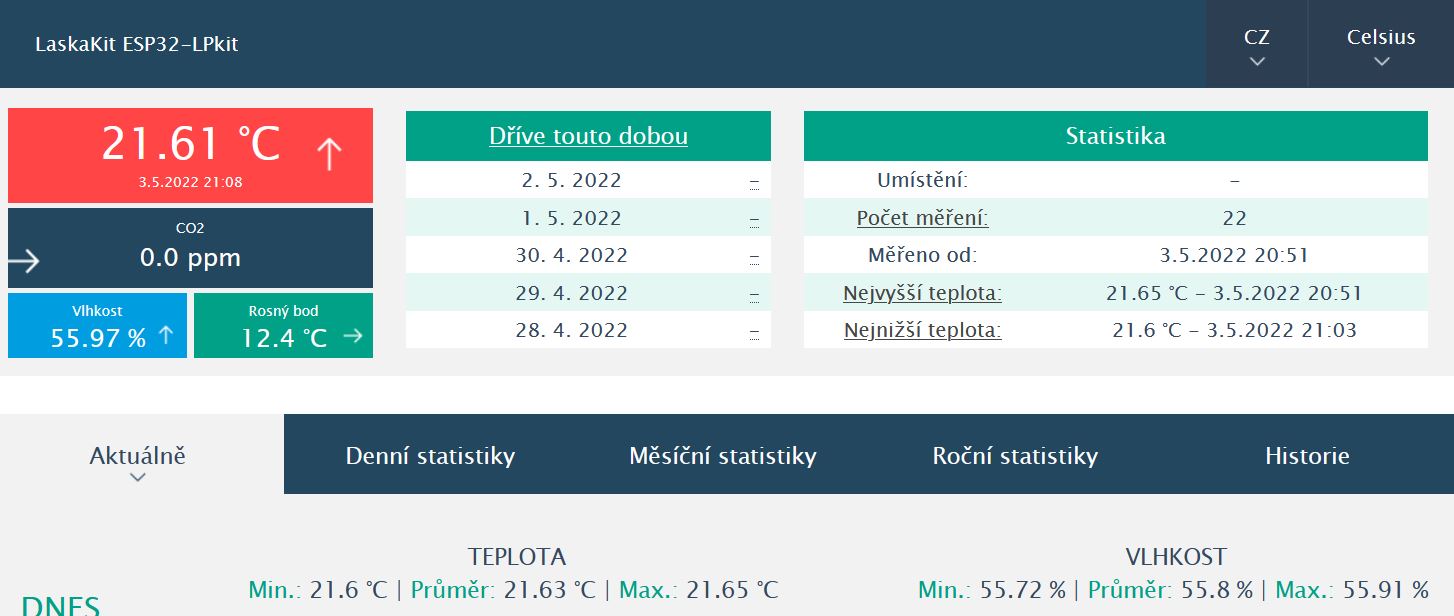 LaskaKit ESP32-LPkit
CZ
Celsius
21.61 °C
3.5.2022 21:08
CO2
0.0 ppm
Vlhkost
55.97 %
Rosný bod
12.4 °C
Dříve touto dobou
2. 5. 2022 –
1. 5. 2022 –
30. 4. 2022 –
29. 4. 2022 –
28. 4. 2022 –
Statistika
Umístění: –
Počet měření: 22
Měřeno od: 3.5.2022 20:51
Nejvyšší teplota: 21.65 °C – 3.5.2022 20:51
Nejnižší teplota: 21.6 °C – 3.5.2022 21:03
Aktuálně
Denní statistiky
Měsíční statistiky
Roční statistiky
Historie
DNES
TEPLOTA
Min.: 21.6 °C | Průměr: 21.63 °C | Max.: 21.65 °C
VLHKOST
Min.: 55.72 % | Průměr: 55.8 % | Max.: 55.91 %